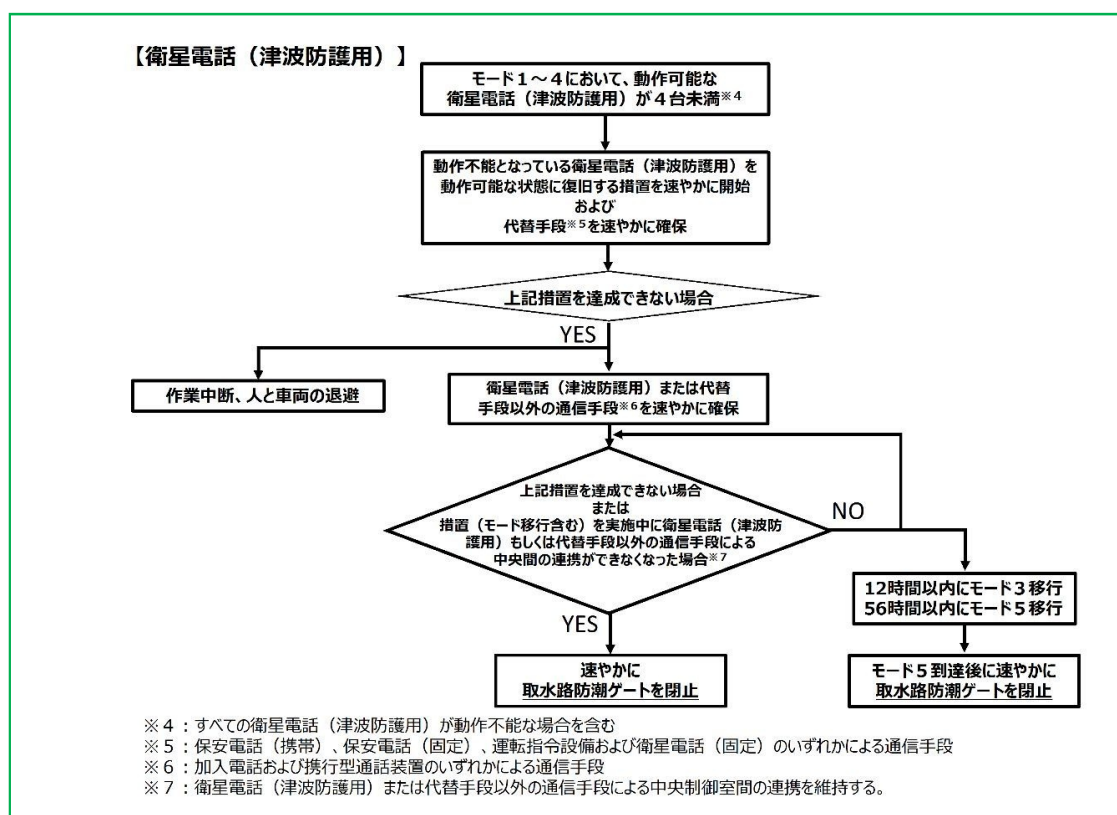 【衛星電話（津波防護用）】
モード１～４において、動作可能な
衛星電話（津波防護用）が４台未満※４
動作不能となっている衛星電話（津波防護用）を
動作可能な状態に復旧する措置を速やかに開始
および
代替手段※５を速やかに確保
上記措置を達成できない場合
YES
作業中断、人と車両の退避
衛星電話（津波防護用）または代替
手段以外の通信手段※６を速やかに確保
上記措置を達成できない場合
または
措置（モード移行含む）を実施中に衛星電話（津波防
護用）もしくは代替手段以外の通信手段による
中央間の連携ができなくなった場合※７
NO
YES
12時間以内にモード３移行
56時間以内にモード５移行
速やかに
取水路防潮ゲートを閉止
モード５到達後に速やかに
取水路防潮ゲートを閉止
※４：すべての衛星電話（津波防護用）が動作不能な場合を含む
※５：保安電話（携帯）、保安電話（固定）、運転指令設備および衛星電話（固定）のいずれかによる通信手段
※６：加入電話および携行型通話装置のいずれかによる通信手段
※７：衛星電話（津波防護用）または代替手段以外の通信手段による中央制御室間の連携を維持する。